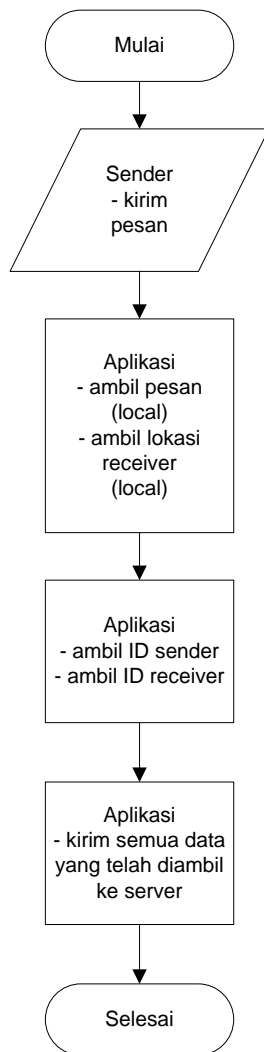 Mulai
Sender
- kirim
pesan
Aplikasi
- ambil pesan
(local)
- ambil lokasi
receiver
(local)
Aplikasi
- ambil ID sender
- ambil ID receiver
Aplikasi
- kirim semua data
yang telah diambil
ke server
Selesai